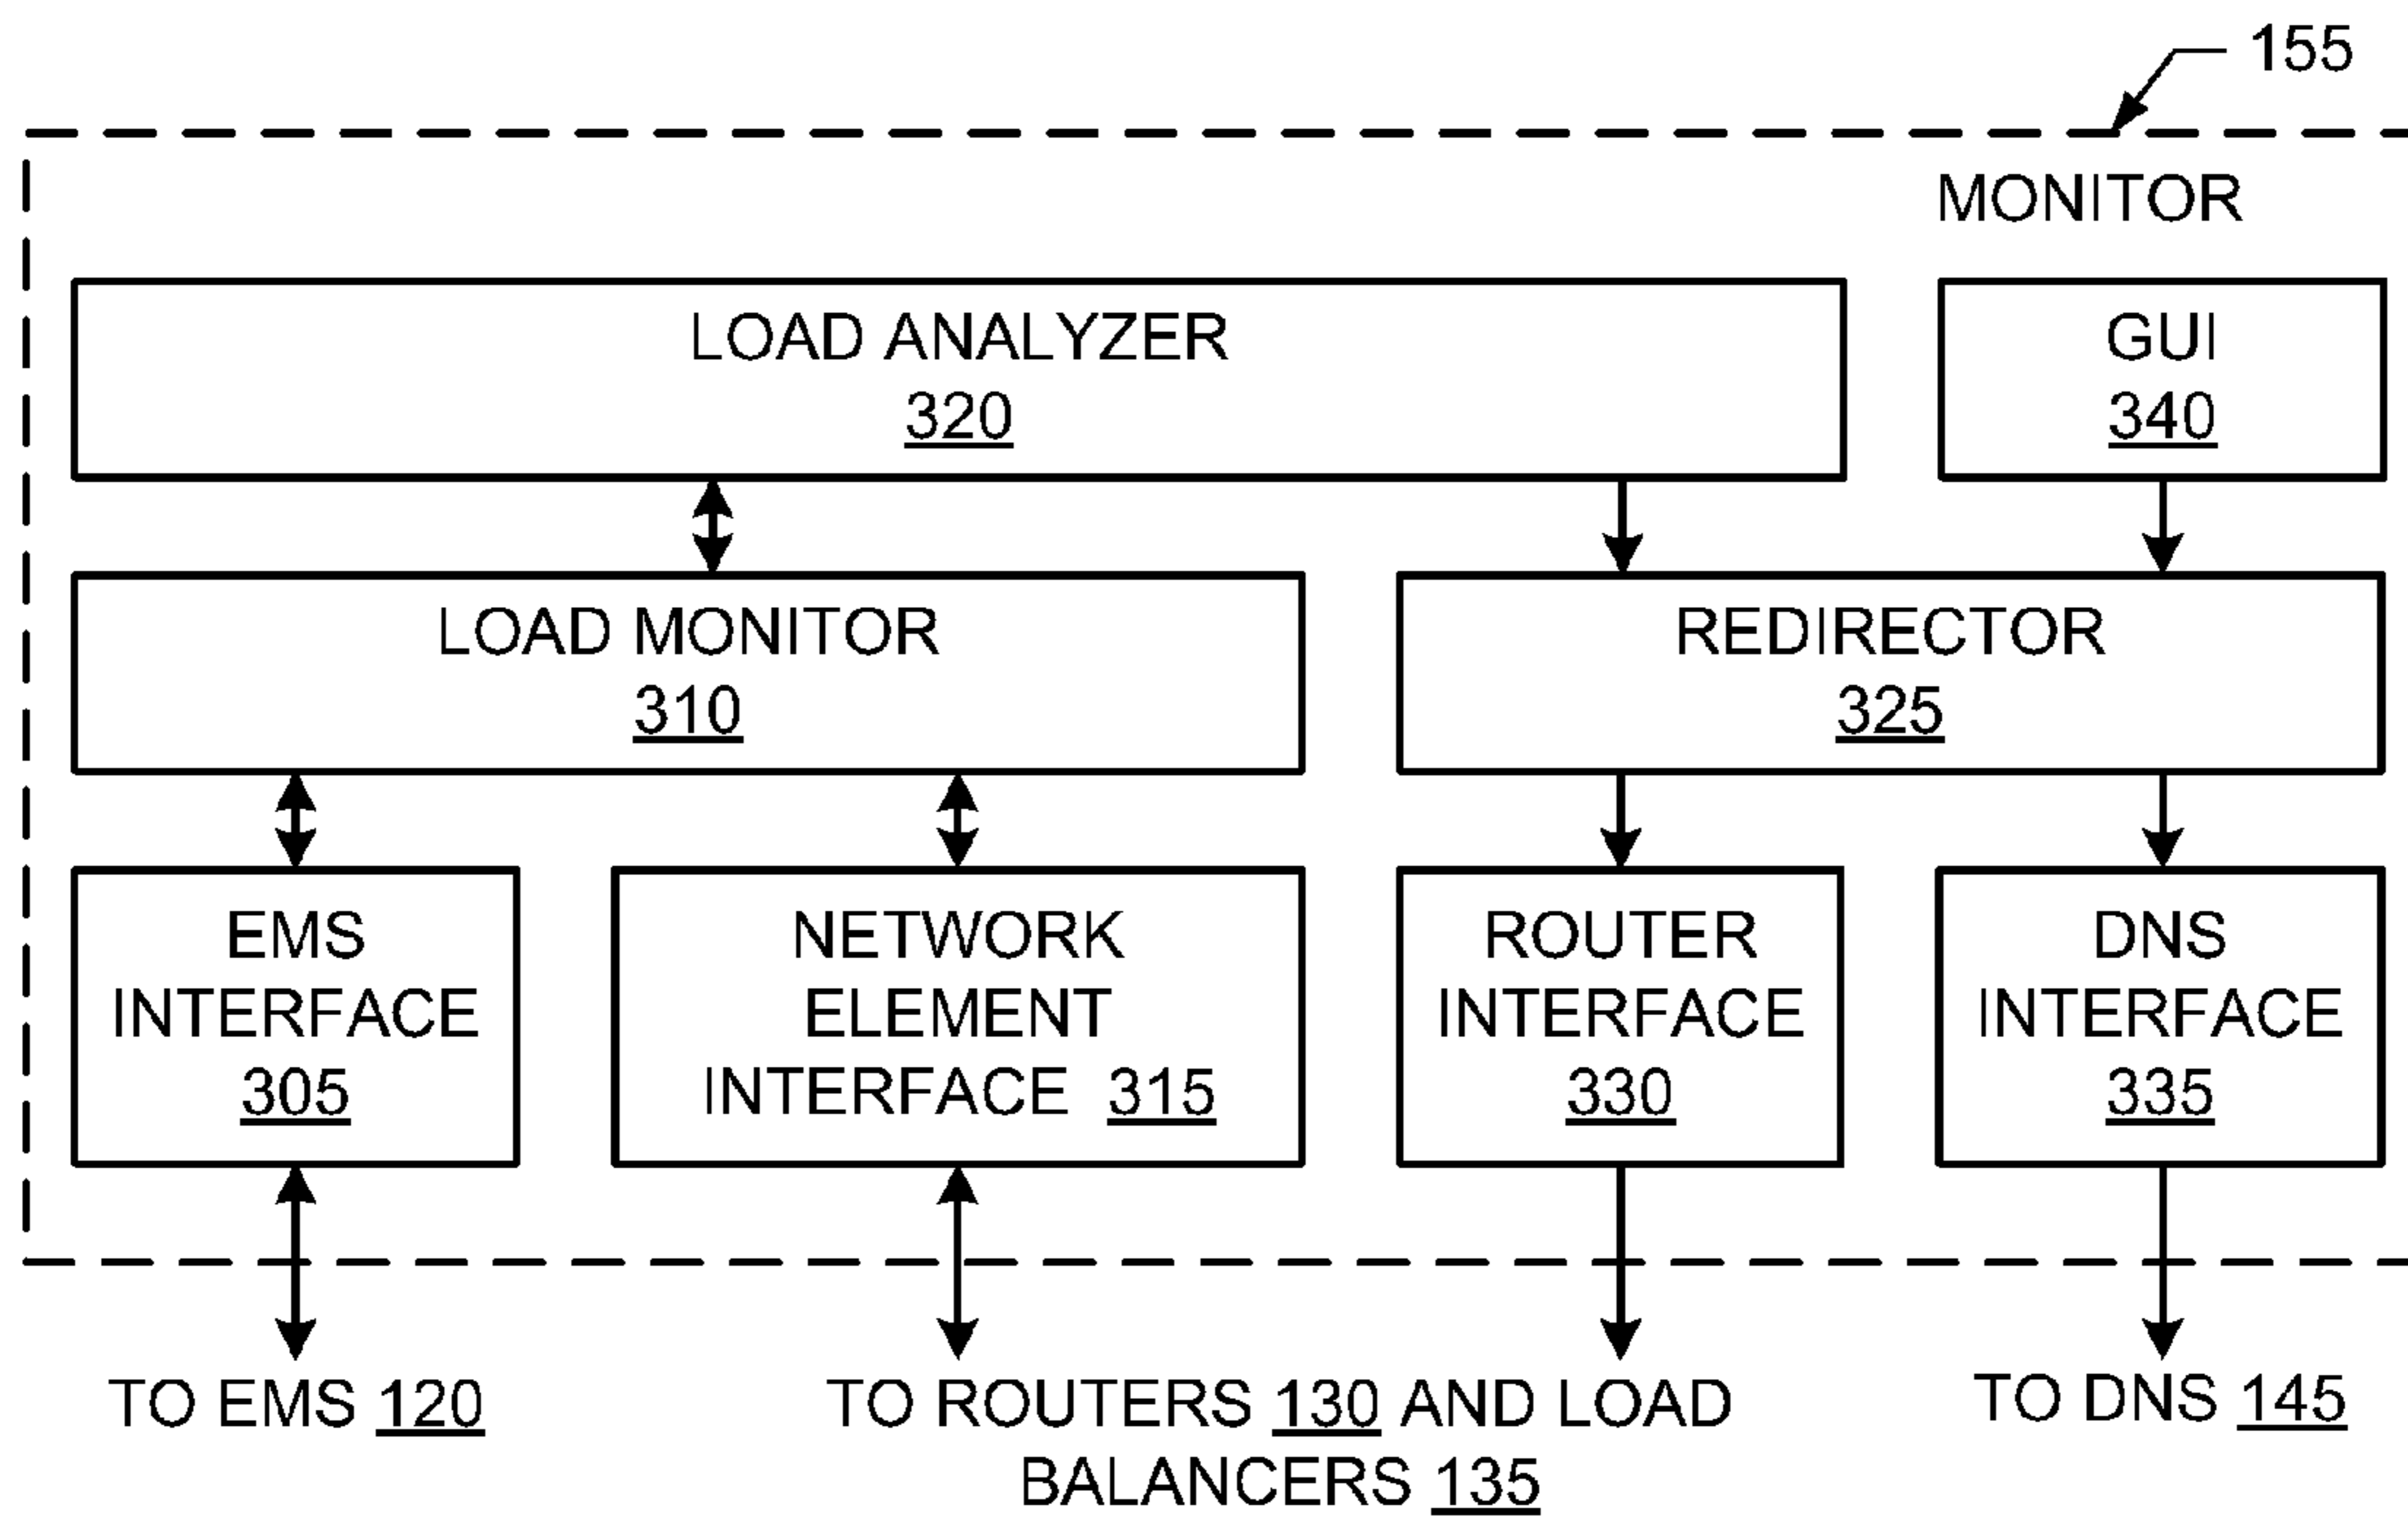 155
MONITOR
LOAD ANALYZER
320
GUI
340
LOAD MONITOR
310
REDIRECTOR
325
EMS
INTERFACE
305
NETWORK
ELEMENT
INTERFACE 315
ROUTER
INTERFACE
330
DNS
INTERFACE
335
TO EMS 120
TO ROUTERS 130 AND LOAD
BALANCERS 135
TO DNS 145